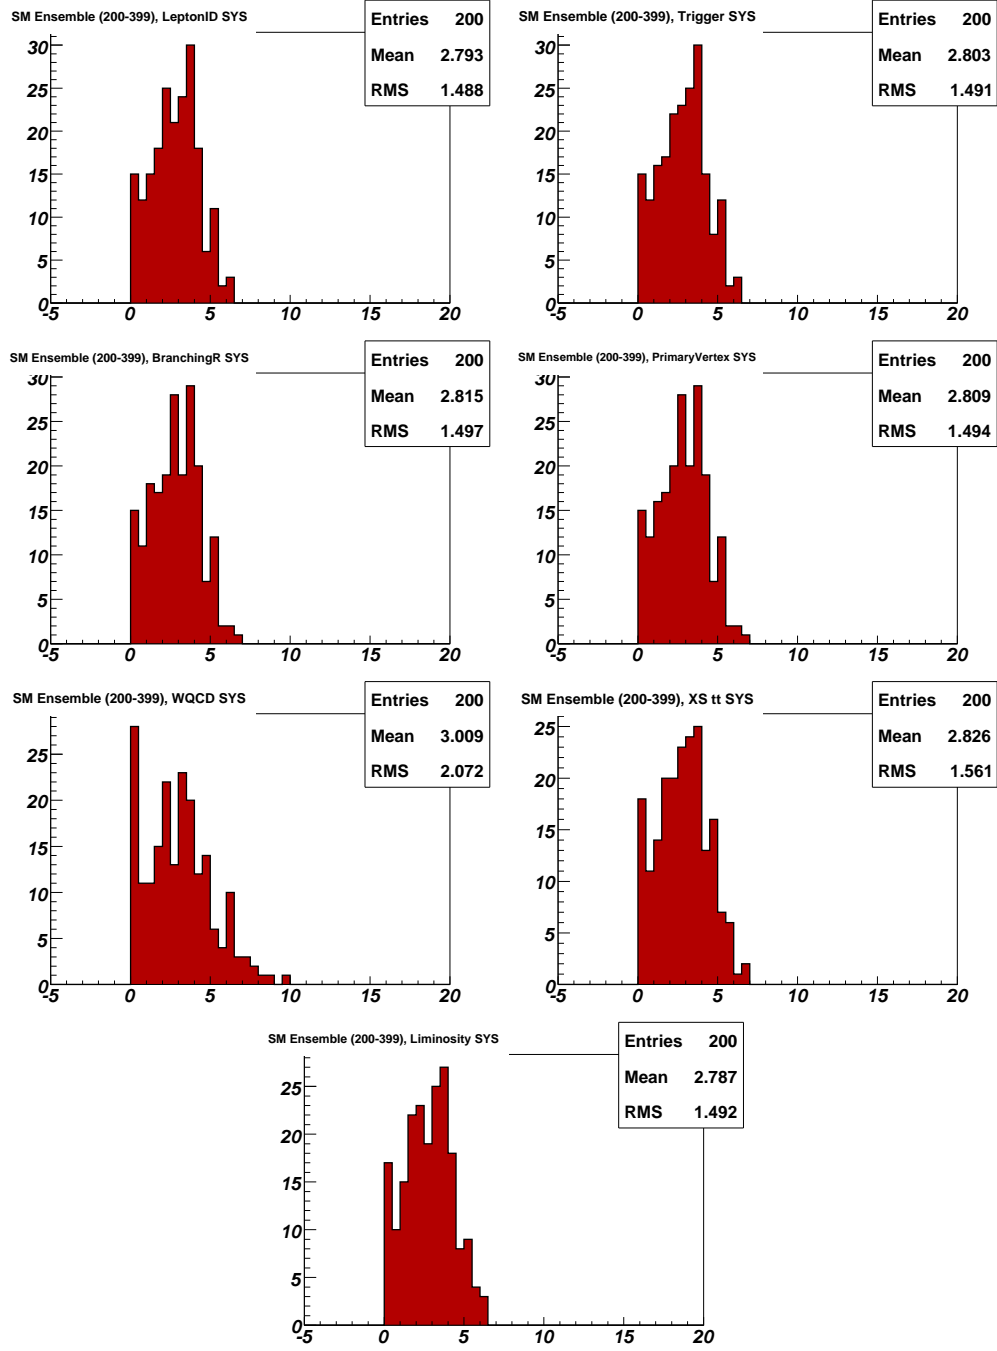 SM Ensemble (200-399), LeptonID SYS
Entries 200
Mean 2.793
RMS 1.488
30
25
20
15
10
5
0
-5 0 5 10 15 20
SM Ensemble (200-399), Trigger SYS
Entries 200
Mean 2.803
RMS 1.491
30
25
20
15
10
5
0
-5 0 5 10 15 20
SM Ensemble (200-399), BranchingR SYS
Entries 200
Mean 2.815
RMS 1.497
30
25
20
15
10
5
0
-5 0 5 10 15 20
SM Ensemble (200-399), PrimaryVertex SYS
Entries 200
Mean 2.809
RMS 1.494
30
25
20
15
10
5
0
-5 0 5 10 15 20
SM Ensemble (200-399), WQCD SYS
Entries 200
Mean 3.009
RMS 2.072
25
20
15
10
5
0
-5 0 5 10 15 20
SM Ensemble (200-399), XS tt SYS
Entries 200
Mean 2.826
RMS 1.561
25
20
15
10
5
0
-5 0 5 10 15 20
SM Ensemble (200-399), Liminosity SYS
Entries 200
Mean 2.787
RMS 1.492
25
20
15
10
5
0
-5 0 5 10 15 20